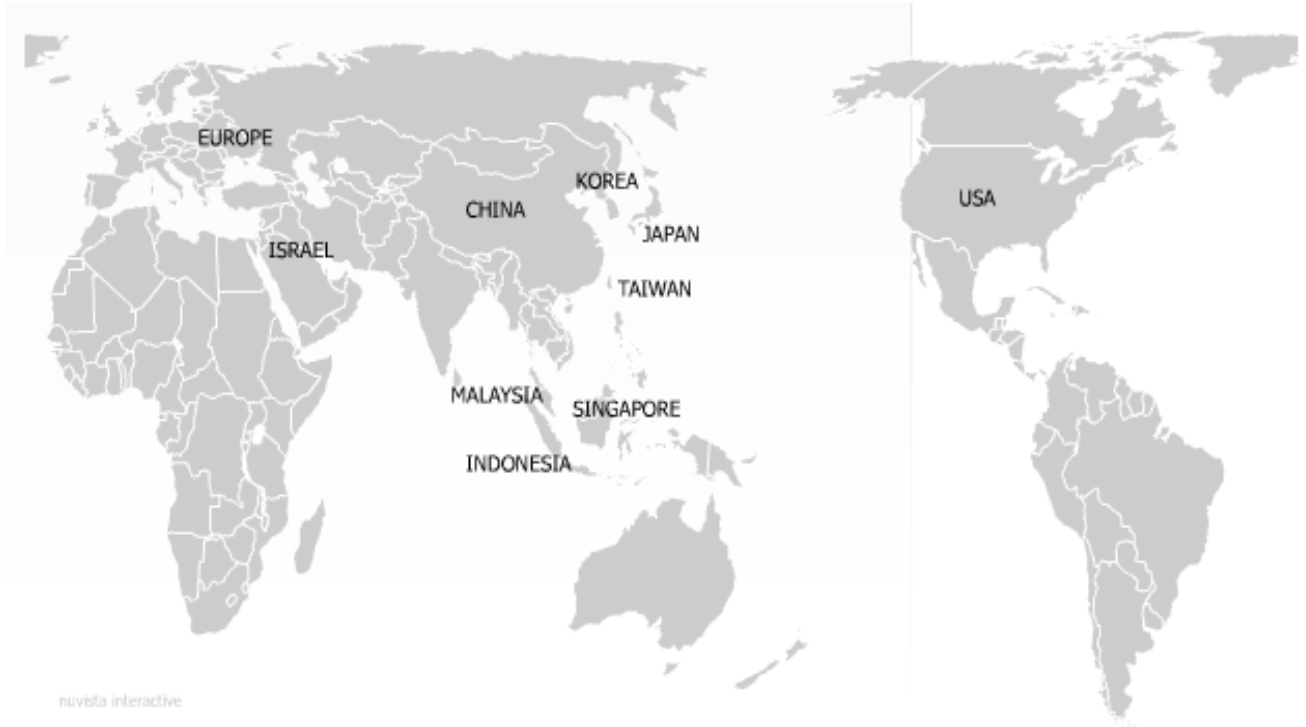 EUROPE
KOREA
CHINA
USA
JAPAN
ISRAEL
TAIWAN
MALAYSIA
SINGAPORE
INDONESIA
nuvista interactive